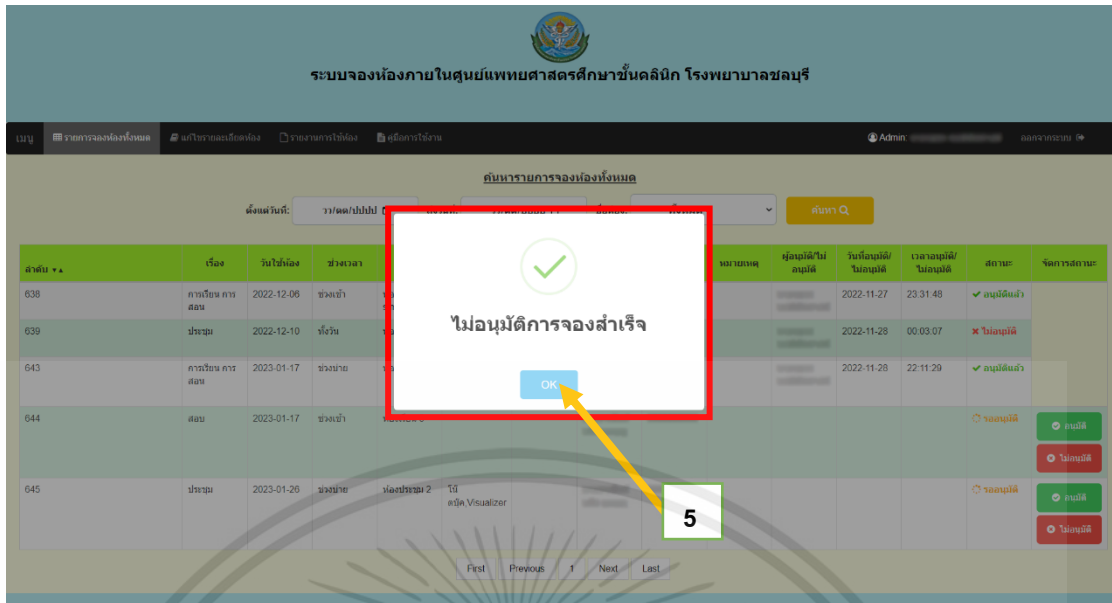 ระบบจองห้องภายในศูนย์แพทยศาสตรศึกษาชั้นคลินิก โรงพยาบาลชลบุรี
เมนู รายการจองห้องทั้งหมด แก้ไขรายละเอียดห้อง รายงานการใช้ห้อง คู่มือการใช้งาน Admin: ออกจากระบบ
ค้นหารายการจองห้องทั้งหมด
ตั้งแต่วันที่: วว/ดด/ปปปป ค้นหา
ลำดับ เรื่อง วันใช้ห้อง ช่วงเวลา หมายเหตุ ผู้อนุมัติ/ไม่อนุมัติ วันที่อนุมัติ/ไม่อนุมัติ เวลาอนุมัติ/ไม่อนุมัติ สถานะ จัดการสถานะ
638 การเรียน การสอน 2022-12-06 ช่วงเช้า 2022-11-27 23:31:48 อนุมัติแล้ว
639 ประชุม 2022-12-10 ทั้งวัน 2022-11-28 00:03:07 ไม่อนุมัติ
643 การเรียน การสอน 2023-01-17 ช่วงบ่าย 2022-11-28 22:11:29 อนุมัติแล้ว
ไม่อนุมัติการจองสำเร็จ
OK
644 สอบ 2023-01-17 ช่วงเช้า รออนุมัติ อนุมัติ
ไม่อนุมัติ
645 ประชุม 2023-01-26 ช่วงบ่าย ห้องประชุม 2 โน๊ตบุ๊ค,Visualizer รออนุมัติ อนุมัติ
ไม่อนุมัติ
5
First Previous 1 Next Last